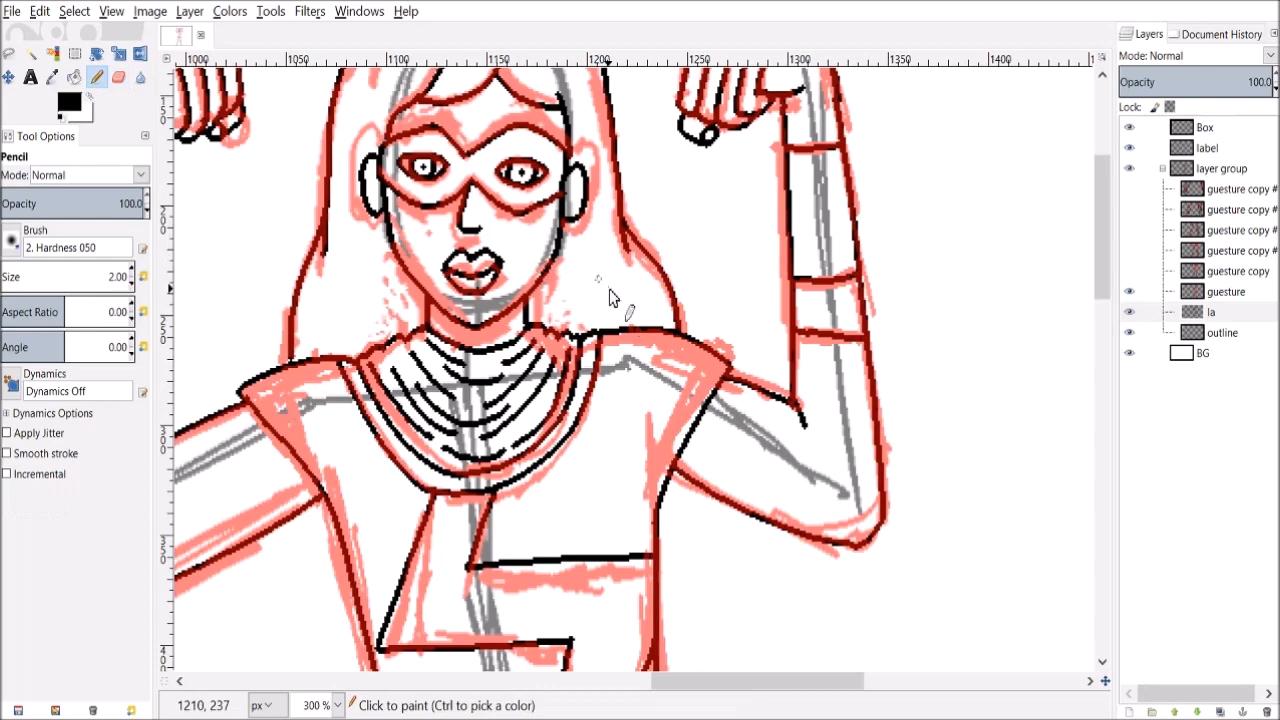 File Edit Select View Image Layer Colors Tools Filters Windows Help
Layers Document History
Mode: Normal
Opacity 100.0
Lock:
Box
label
layer group
guesture copy #
guesture copy #
guesture copy #
guesture copy #
guesture copy
guesture
la
outline
BG
Tool Options
Pencil
Mode: Normal
Opacity 100.0
Brush
2. Hardness 050
Size 2.00
Aspect Ratio 0.00
Angle 0.00
Dynamics
Dynamics Off
Dynamics Options
Apply Jitter
Smooth stroke
Incremental
1000 1050 1100 1150 1200 1250 1300 1350 1400
1210, 237 px 300 % Click to paint (Ctrl to pick a color)